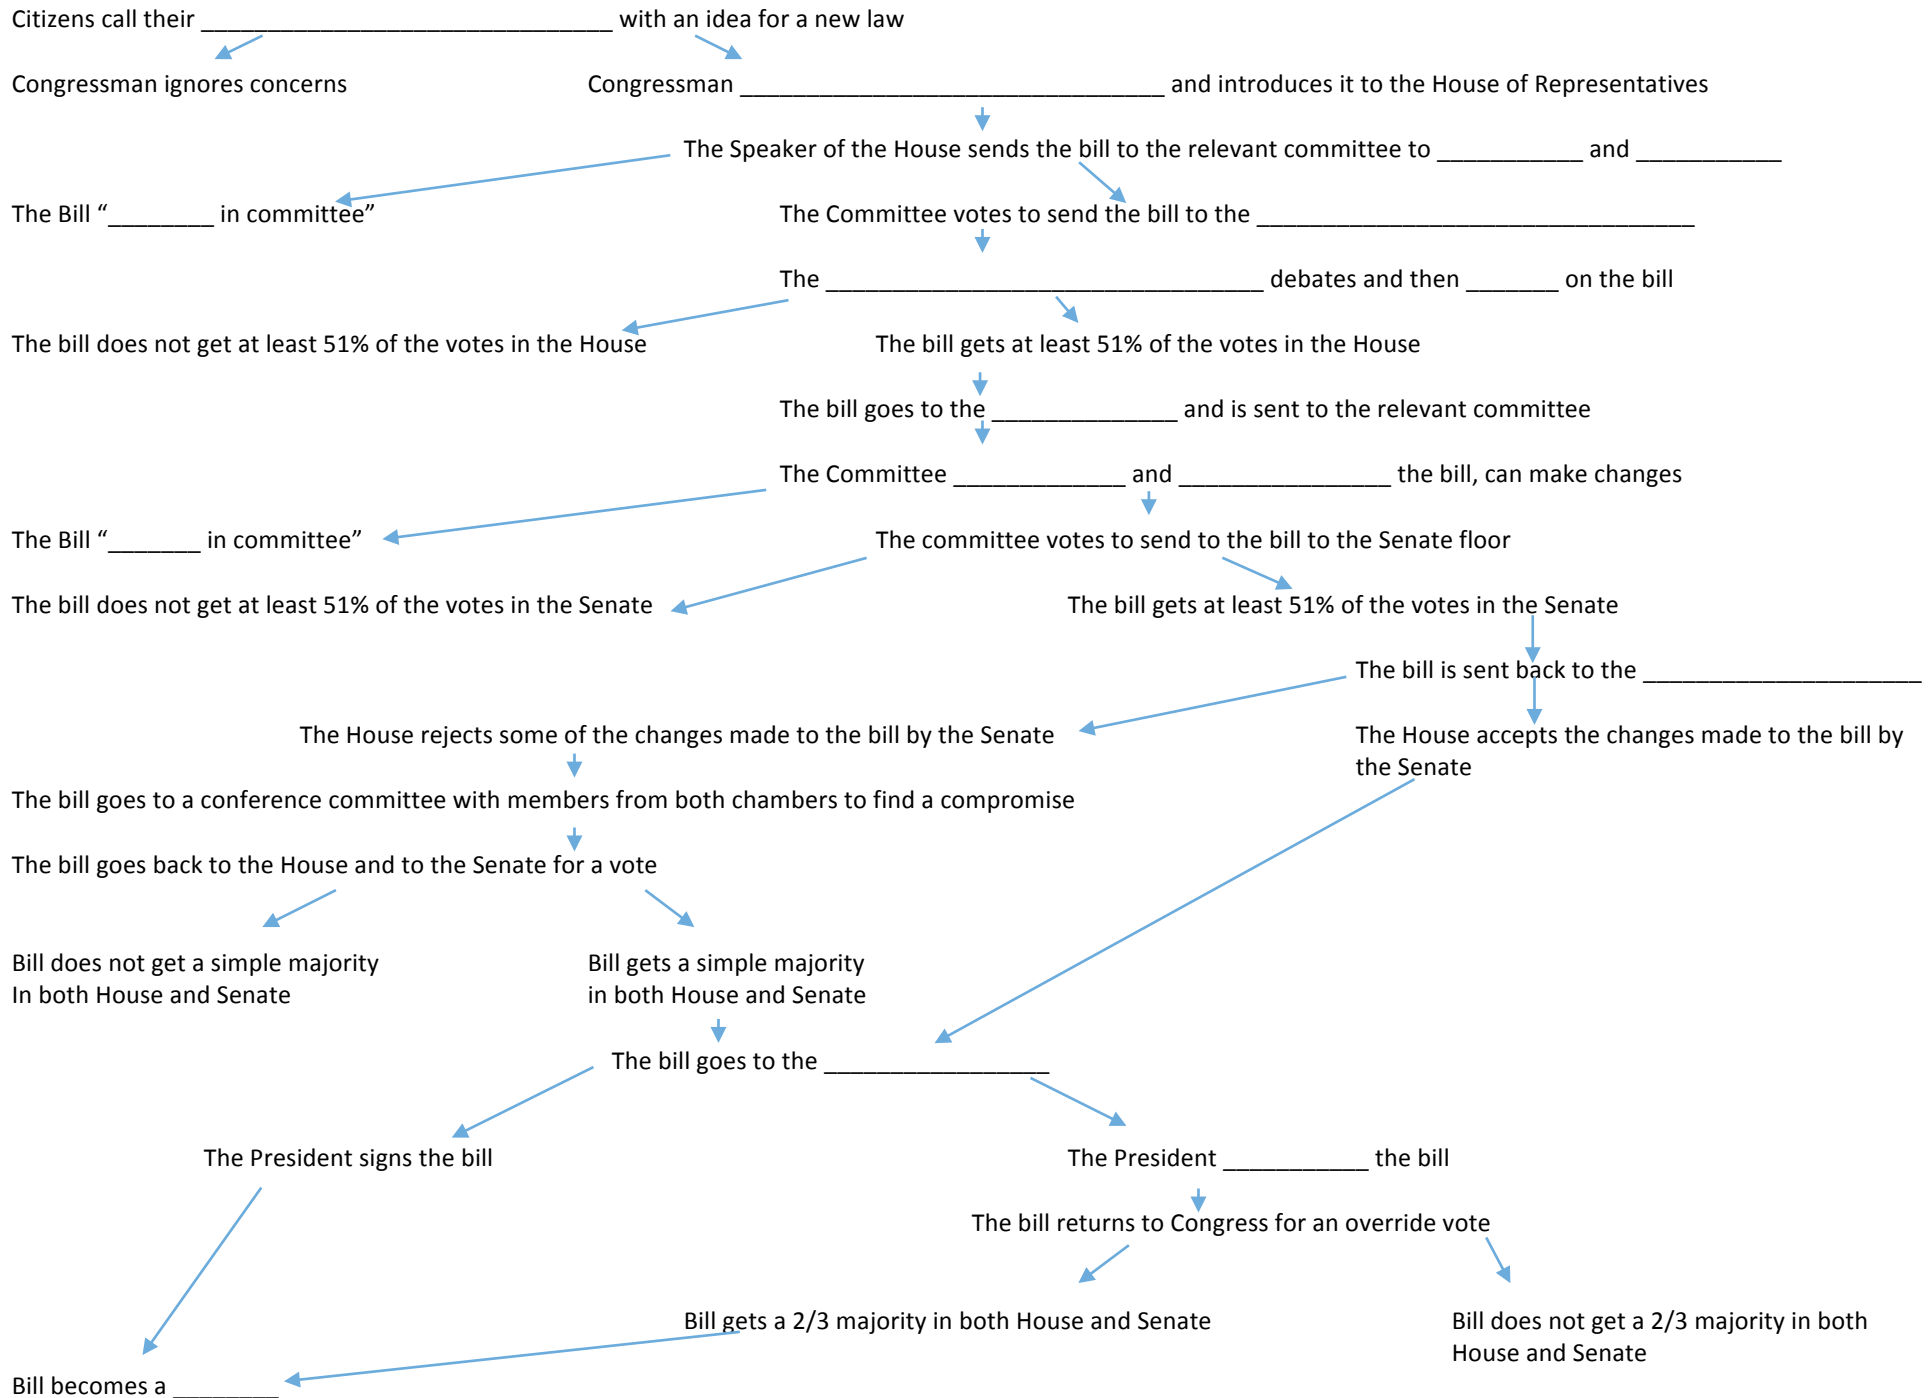 Citizens call their _______________________________ with an idea for a new law
Congressman ignores concerns
Congressman ________________________________ and introduces it to the House of Representatives
The Speaker of the House sends the bill to the relevant committee to ___________ and ___________
The Bill “________ in committee”
The Committee votes to send the bill to the _________________________________
The _________________________________ debates and then _______ on the bill
The bill does not get at least 51% of the votes in the House
The bill gets at least 51% of the votes in the House
The bill goes to the ______________ and is sent to the relevant committee
The Committee _____________ and ________________ the bill, can make changes
The Bill “_______ in committee”
The committee votes to send to the bill to the Senate floor
The bill does not get at least 51% of the votes in the Senate
The bill gets at least 51% of the votes in the Senate
The bill is sent back to the _____________________
The House rejects some of the changes made to the bill by the Senate
The House accepts the changes made to the bill by
the Senate
The bill goes to a conference committee with members from both chambers to find a compromise
The bill goes back to the House and to the Senate for a vote
Bill does not get a simple majority
In both House and Senate
Bill gets a simple majority
in both House and Senate
The bill goes to the _________________
The President signs the bill
The President ___________ the bill
The bill returns to Congress for an override vote
Bill gets a 2/3 majority in both House and Senate
Bill does not get a 2/3 majority in both
House and Senate
Bill becomes a ________